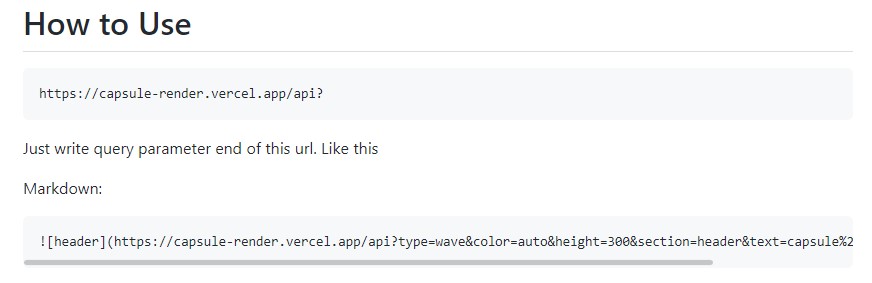 How to Use
https://capsule-render.vercel.app/api?
Just write query parameter end of this url. Like this
Markdown:
![header](https://capsule-render.vercel.app/api?type=wave&color=auto&height=300&section=header&text=capsule%2